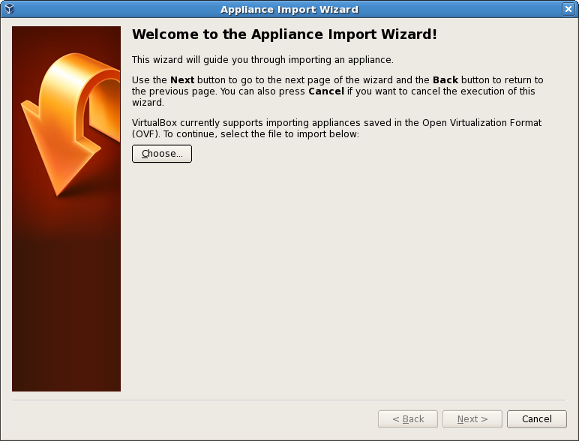 Appliance Import Wizard
Welcome to the Appliance Import Wizard!
This wizard will guide you through importing an appliance.
Use the Next button to go to the next page of the wizard and the Back button to return to
the previous page. You can also press Cancel if you want to cancel the execution of this
wizard.
VirtualBox currently supports importing appliances saved in the Open Virtualization Format
(OVF). To continue, select the file to import below:
Choose...
< Back
Next >
Cancel